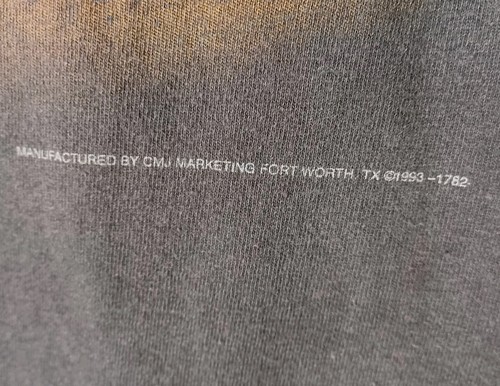 MANUFACTURED BY CMJ MARKETING FORT WORTH, TX ©1993 –1782-